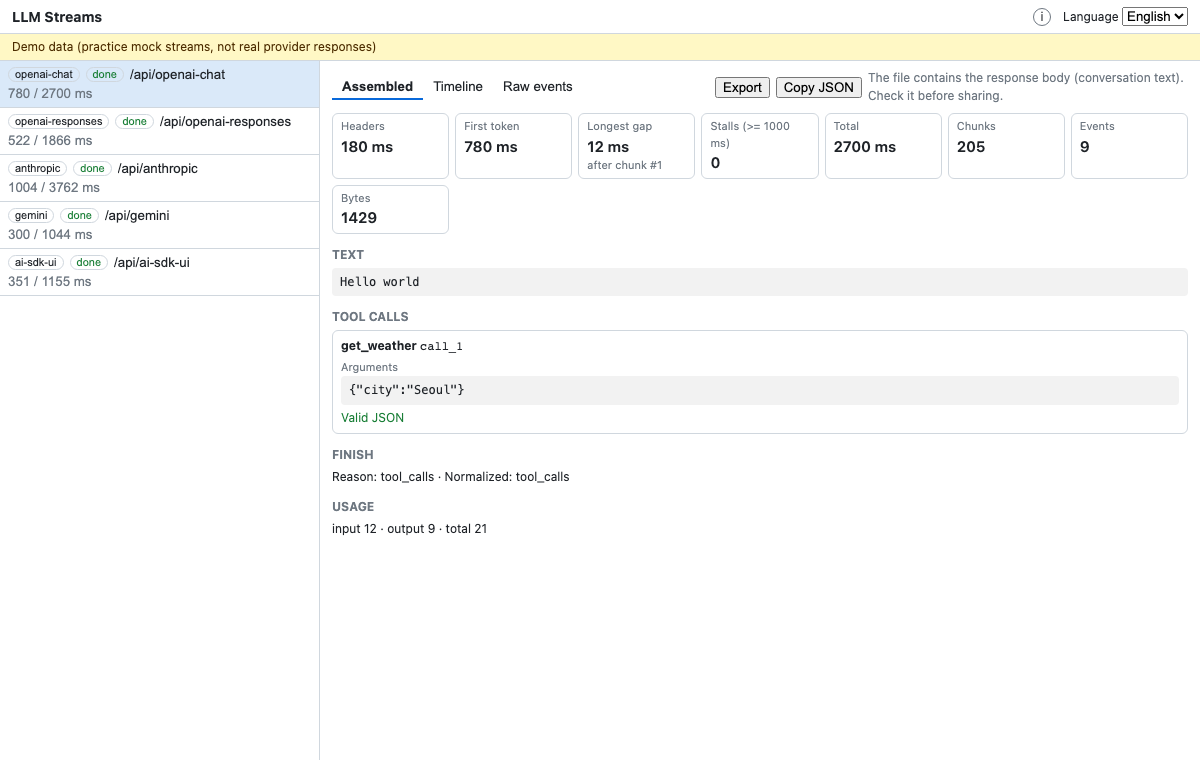 LLM Streams
i Language English
Demo data (practice mock streams, not real provider responses)
openai-chat done /api/openai-chat
780 / 2700 ms
openai-responses done /api/openai-responses
522 / 1866 ms
anthropic done /api/anthropic
1004 / 3762 ms
gemini done /api/gemini
300 / 1044 ms
ai-sdk-ui done /api/ai-sdk-ui
351 / 1155 ms
Assembled Timeline Raw events
Export Copy JSON
The file contains the response body (conversation text).
Check it before sharing.
Headers
180 ms
First token
780 ms
Longest gap
12 ms
after chunk #1
Stalls (>= 1000
ms)
0
Total
2700 ms
Chunks
205
Events
9
Bytes
1429
TEXT
Hello world
TOOL CALLS
get_weather call_1
Arguments
{"city":"Seoul"}
Valid JSON
FINISH
Reason: tool_calls · Normalized: tool_calls
USAGE
input 12 · output 9 · total 21